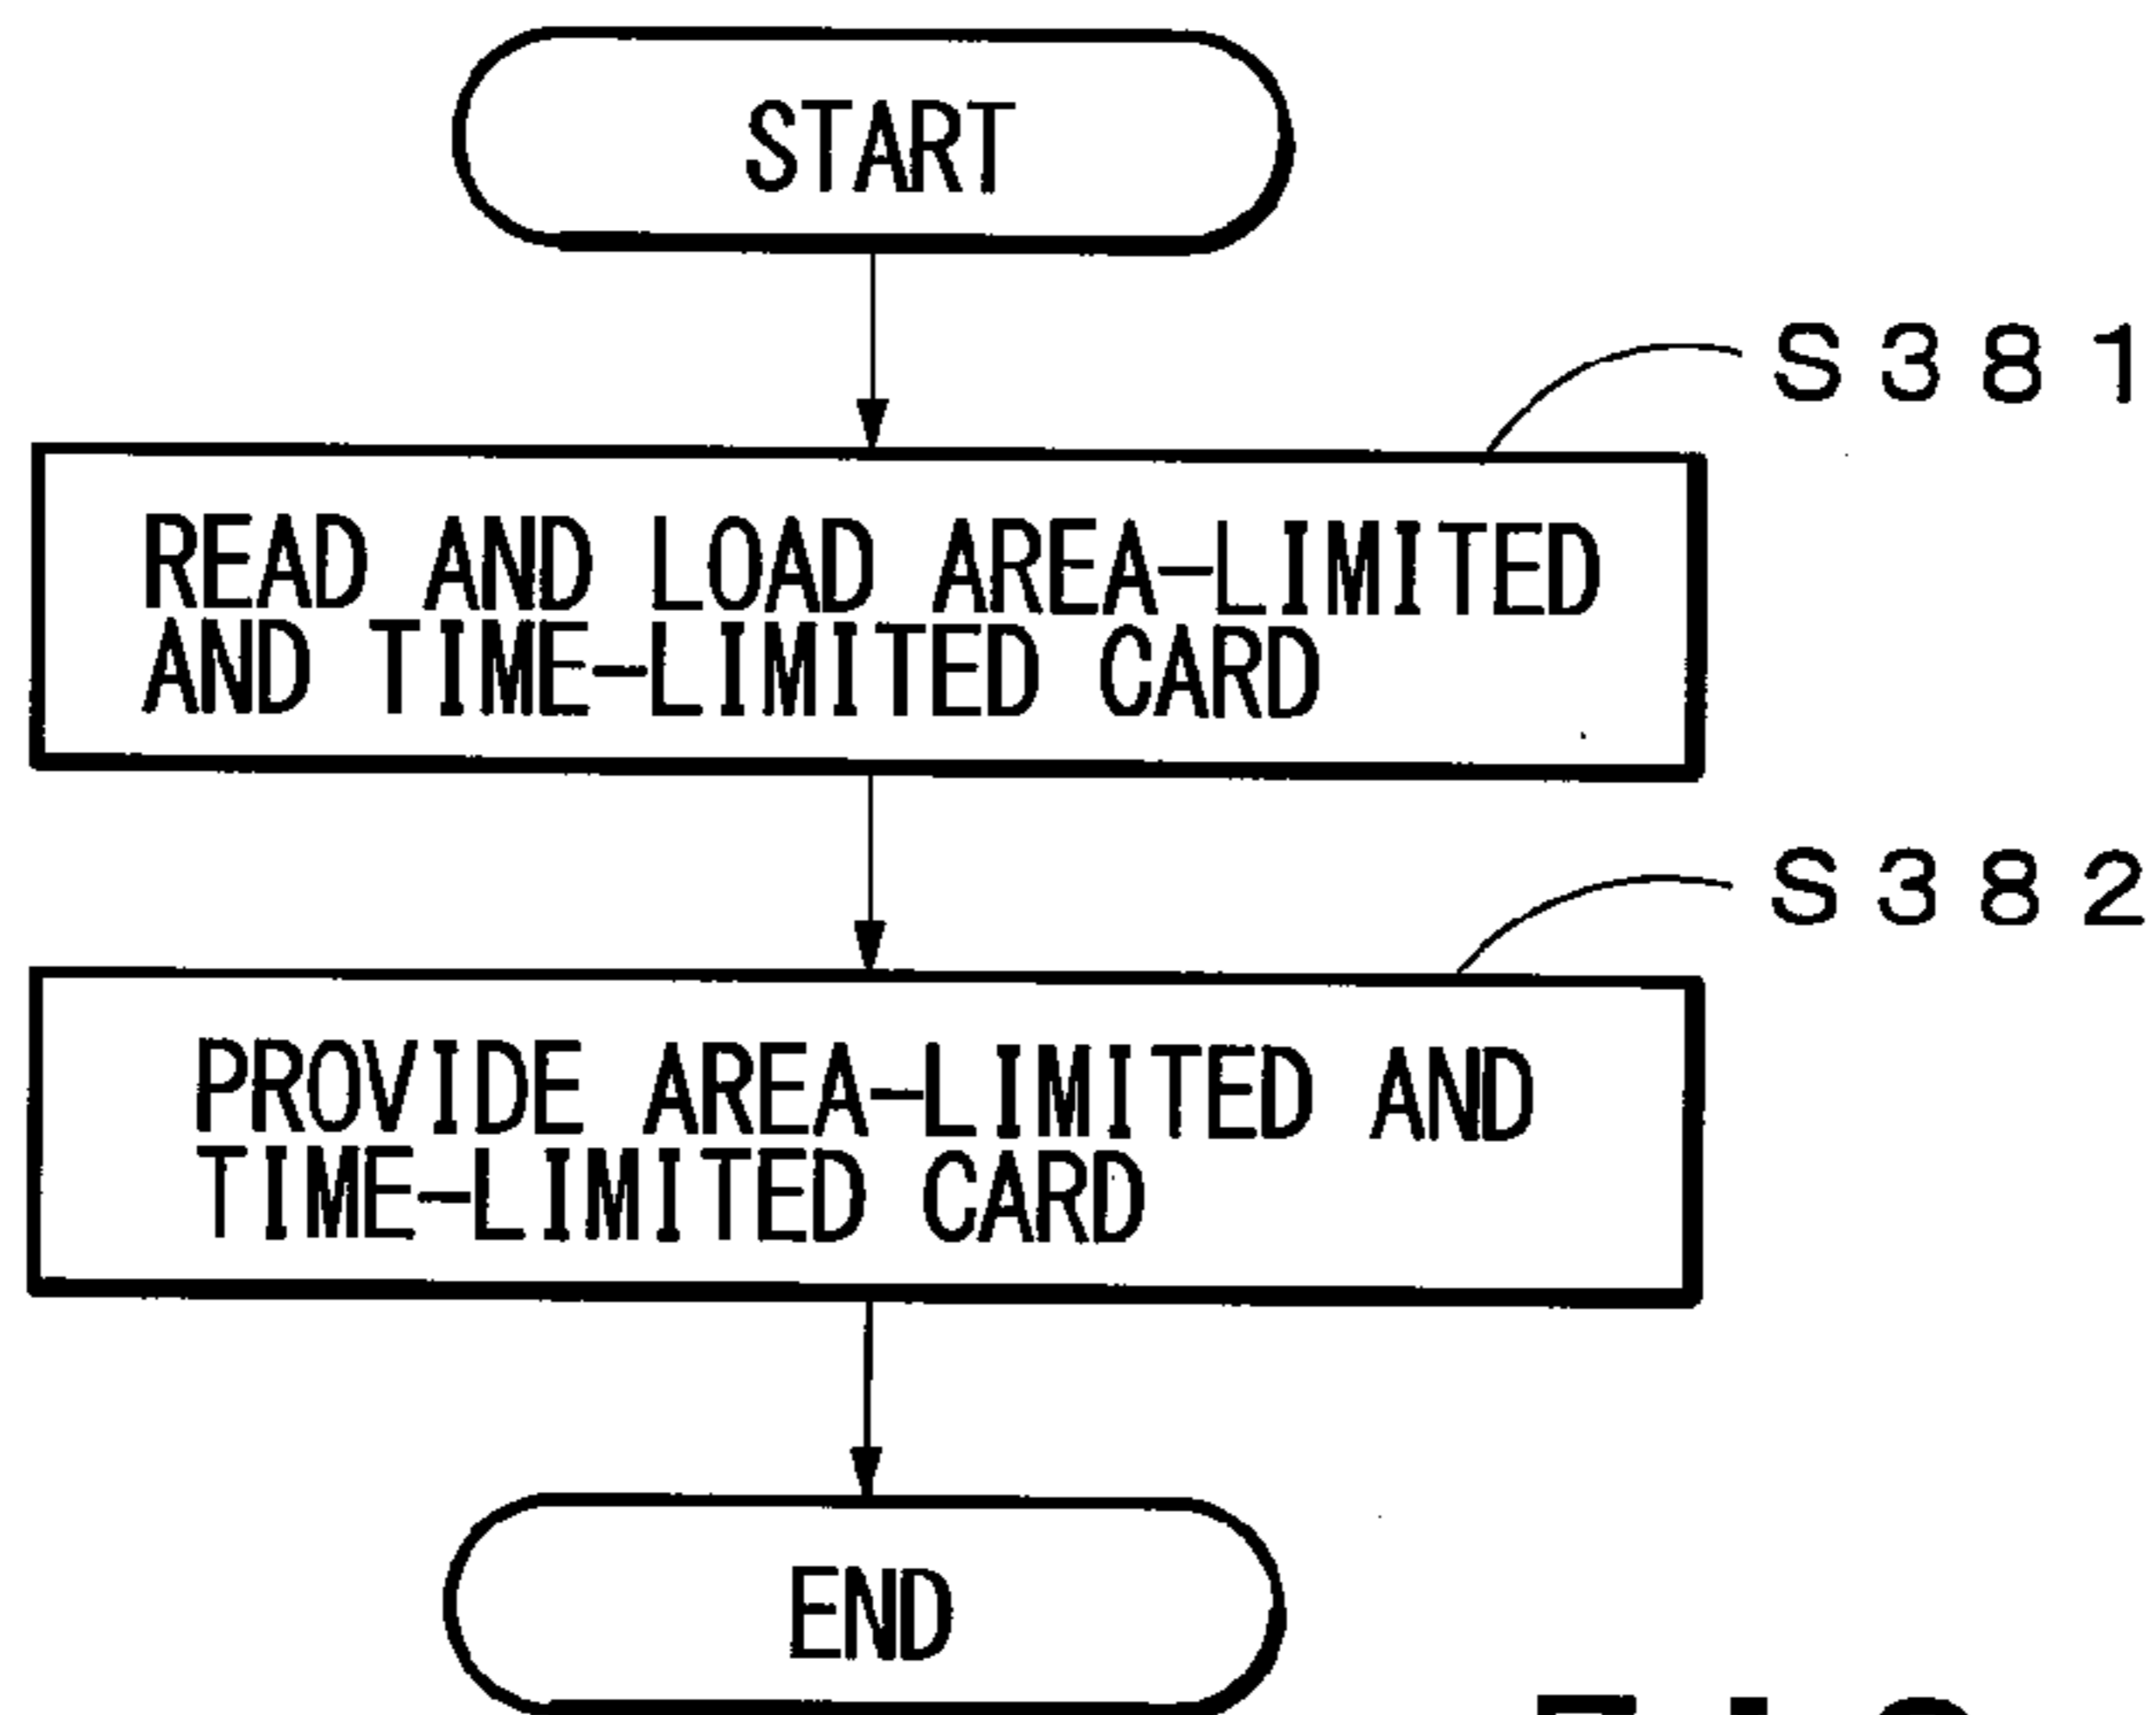 START
S381
READ AND LOAD AREA-LIMITED
AND TIME-LIMITED CARD
S382
PROVIDE AREA-LIMITED AND
TIME-LIMITED CARD
END